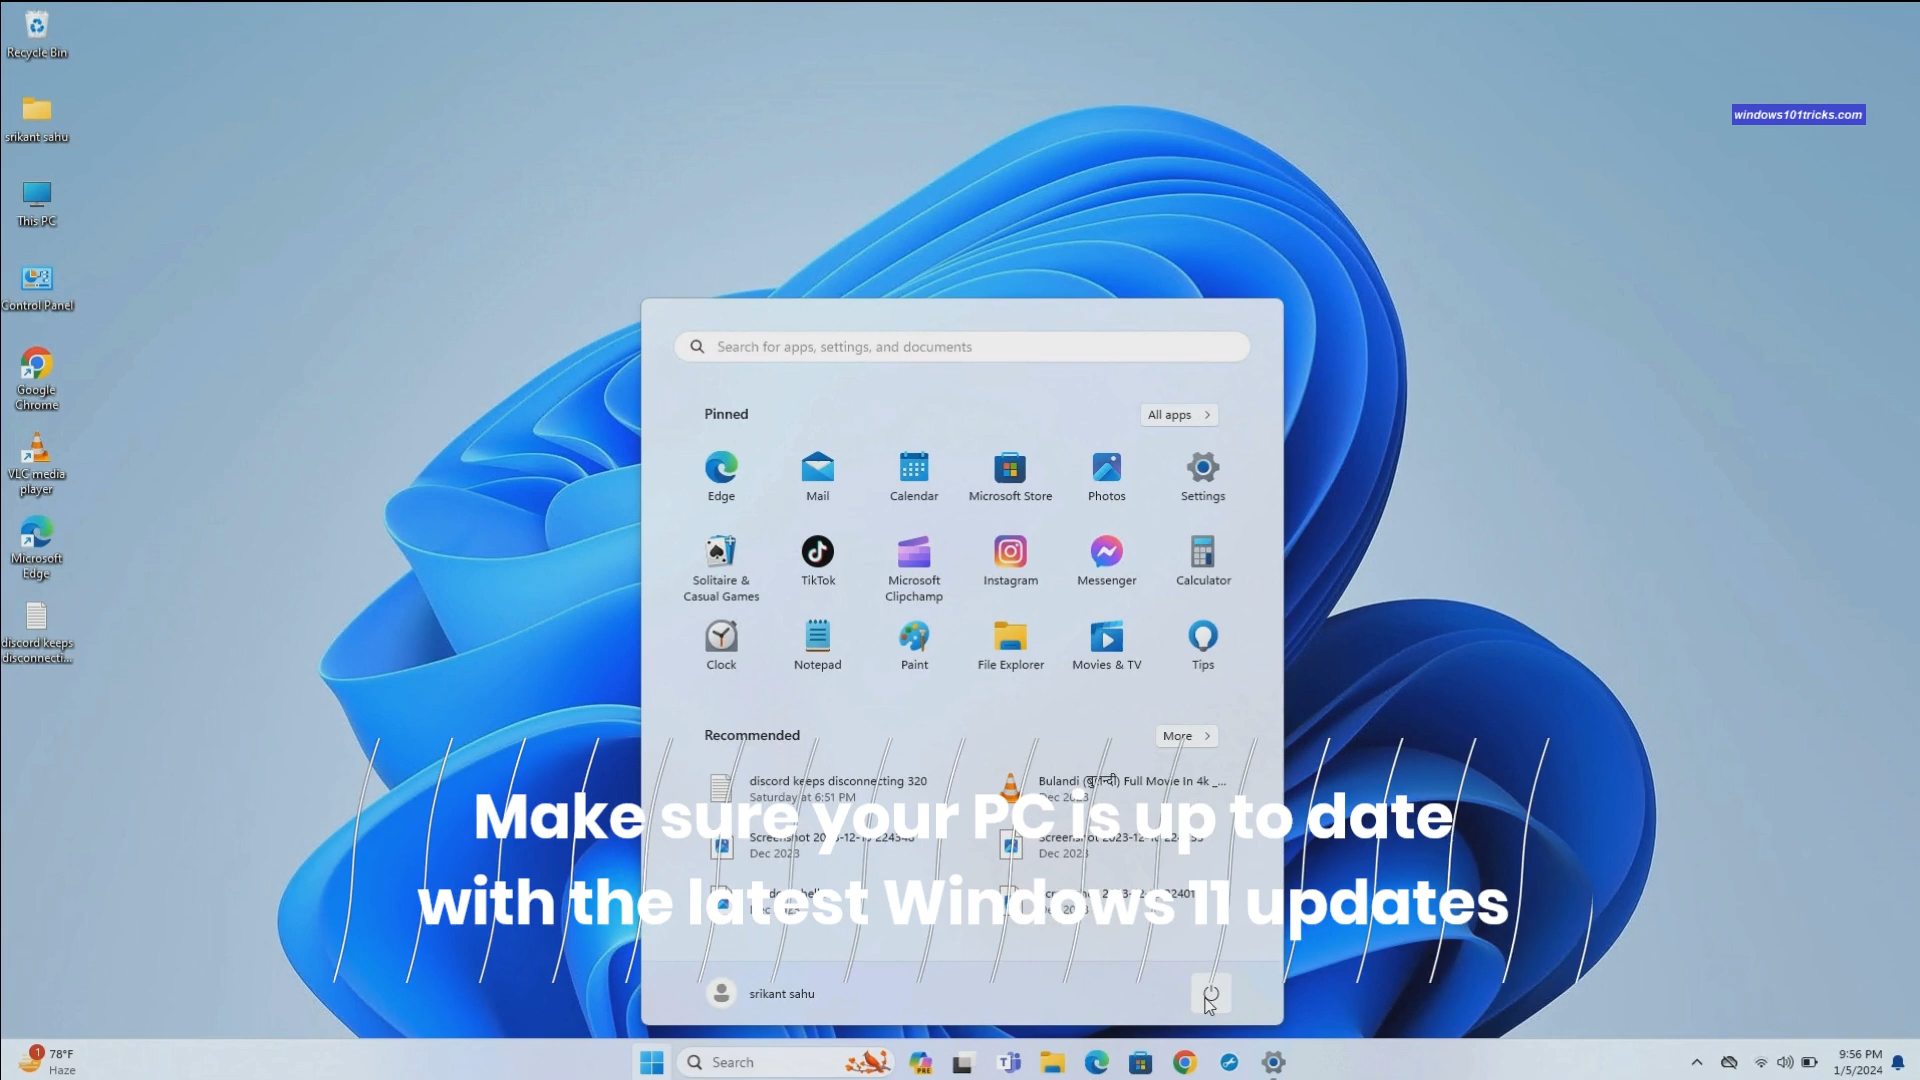 Recycle Bin
windows101tricks.com
srikant sahu
This PC
Control Panel
Google
Chrome
VLC media
player
Microsoft
Edge
discord keeps
disconnecti...
Search for apps, settings, and documents
Pinned
All apps
Edge
Mail
Calendar
Microsoft Store
Photos
Settings
Solitaire &
Casual Games
TikTok
Microsoft
Clipchamp
Instagram
Messenger
Calculator
Clock
Notepad
Paint
File Explorer
Movies & TV
Tips
Recommended
More
discord keeps disconnecting 320
Saturday at 6:51 PM
Full Movie In 4k _...
Dec 2023
Make sure your PC is up to date
Dec 2023
Dec 2023
with the latest Windows 11 updates
srikant sahu
1
78°F
Haze
Search
PRE
9:56 PM
1/5/2024